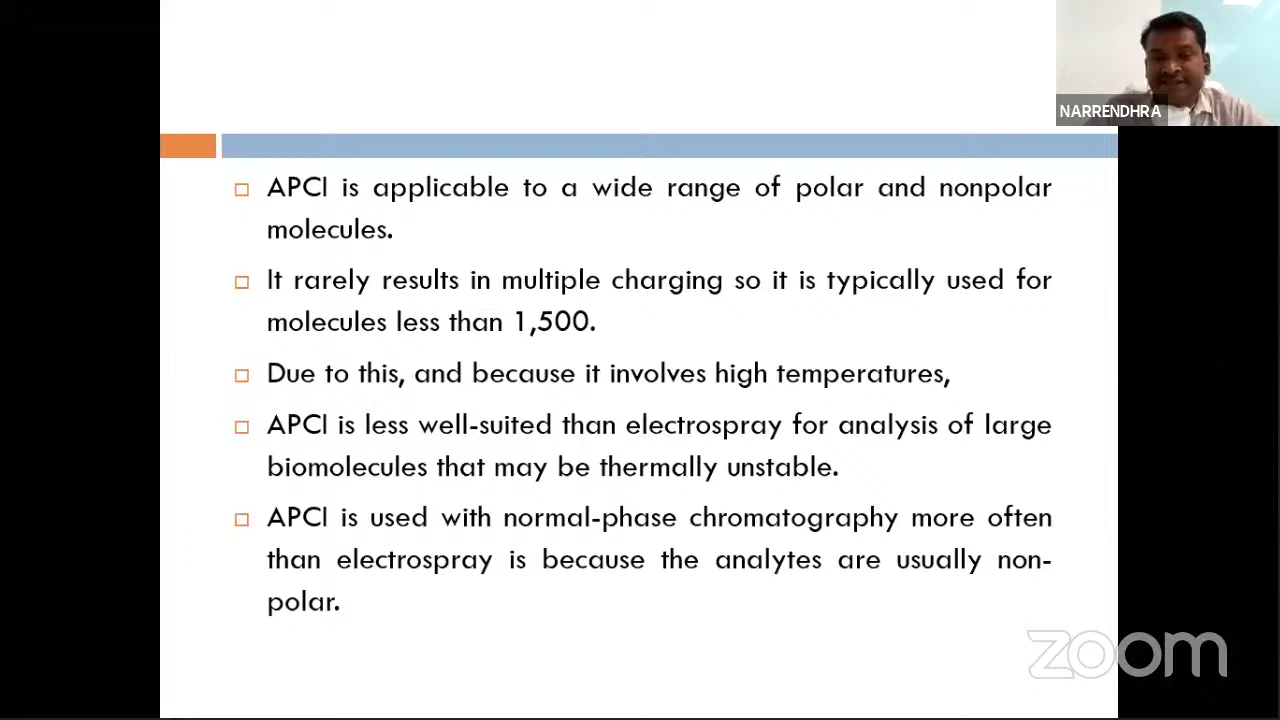 NARRENDHRA
APCI is applicable to a wide range of polar and nonpolar
molecules.
It rarely results in multiple charging so it is typically used for
molecules less than 1,500.
Due to this, and because it involves high temperatures,
APCI is less well-suited than electrospray for analysis of large
biomolecules that may be thermally unstable.
APCI is used with normal-phase chromatography more often
than electrospray is because the analytes are usually non-
polar.
zoom